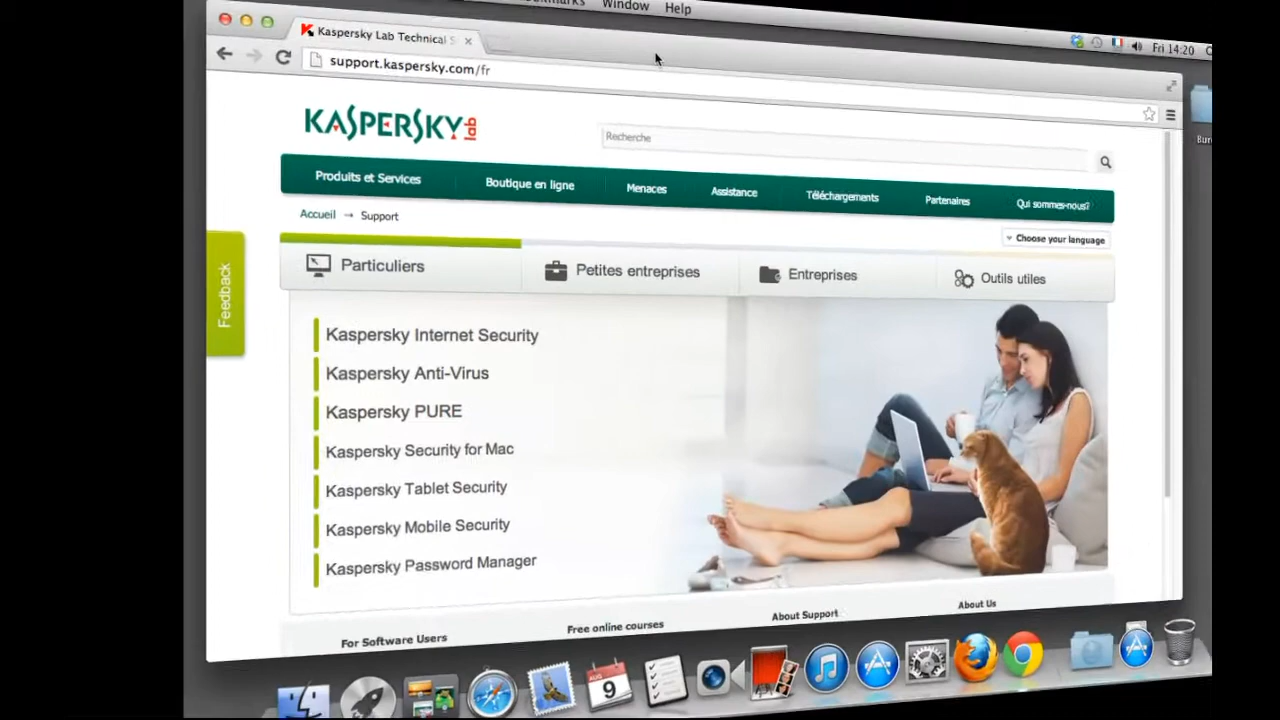 Window Help
Kaspersky Lab Technical S
Fri 14:20
support.kaspersky.com/fr
KASPERSKY lab
Recherche
Produits et Services Boutique en ligne Menaces Assistance Téléchargements Partenaires Qui sommes-nous?
Accueil → Support
Choose your language
Particuliers Petites entreprises Entreprises Outils utiles
Feedback
Kaspersky Internet Security
Kaspersky Anti-Virus
Kaspersky PURE
Kaspersky Security for Mac
Kaspersky Tablet Security
Kaspersky Mobile Security
Kaspersky Password Manager
For Software Users Free online courses About Support About Us
AUG
9